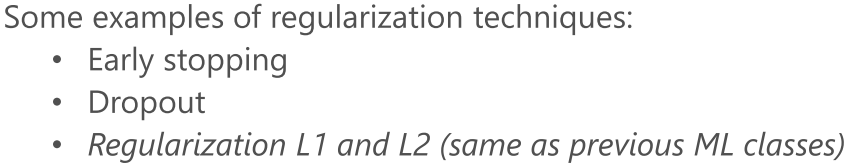 Some examples of regularization techniques:
• Early stopping
• Dropout
• Regularization L1 and L2 (same as previous ML classes)